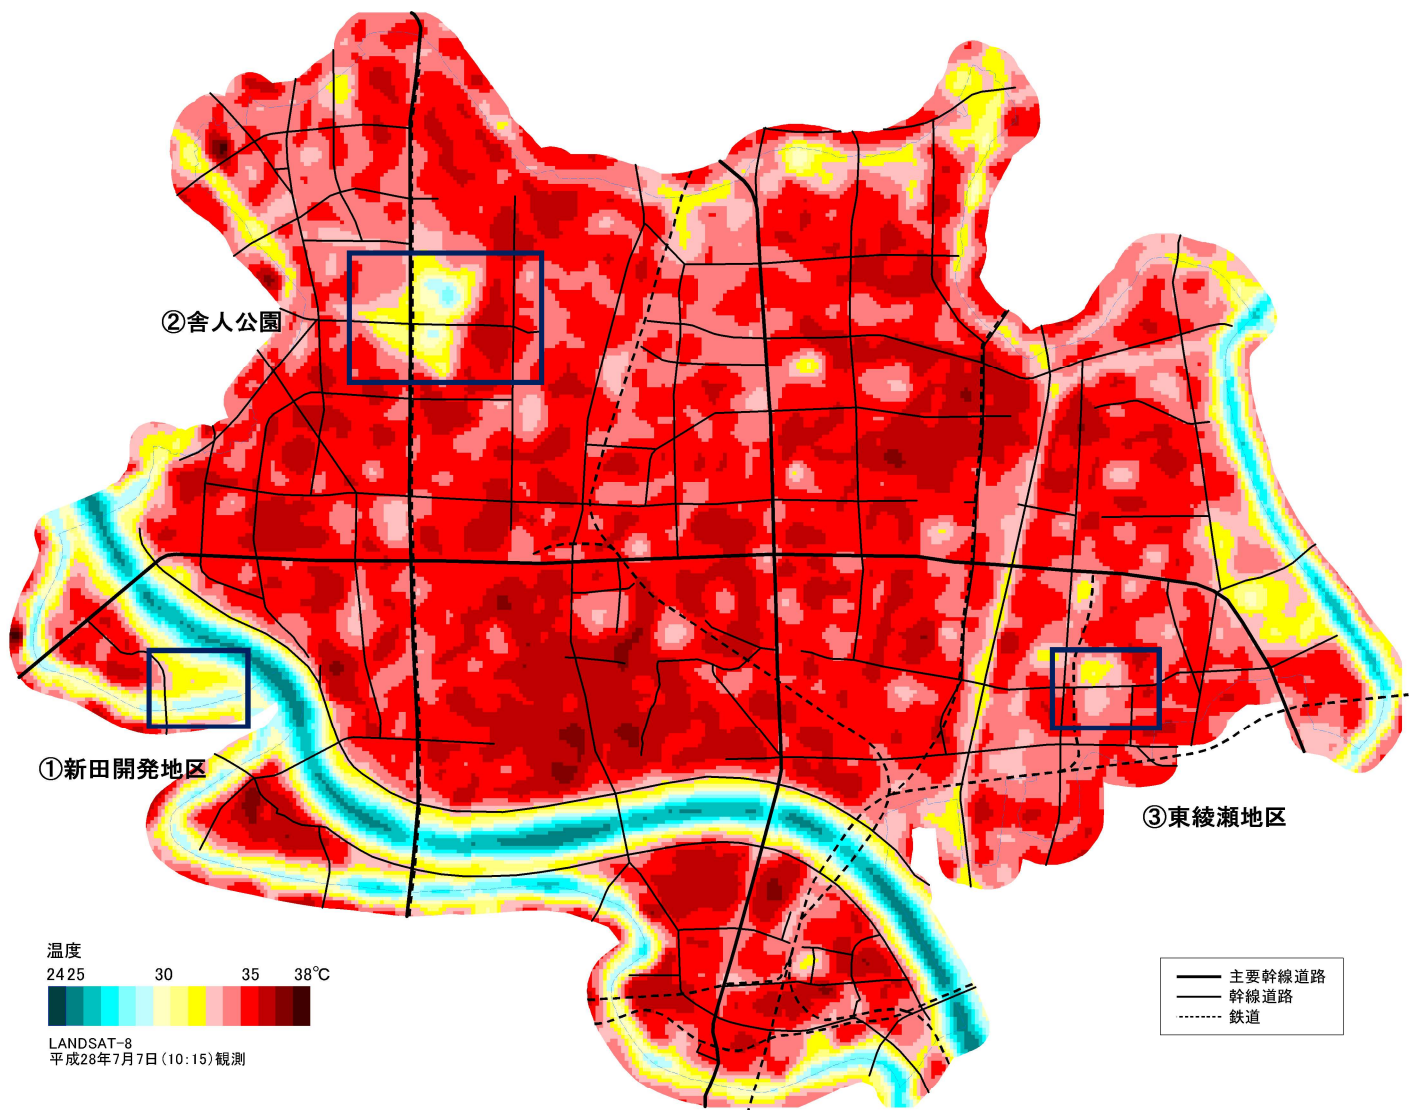 ②舎人公園
①新田開発地区
③東綾瀬地区
温度
24 25 30 35 38℃
LANDSAT-8
平成28年7月7日(10:15)観測
主要幹線道路
幹線道路
鉄道